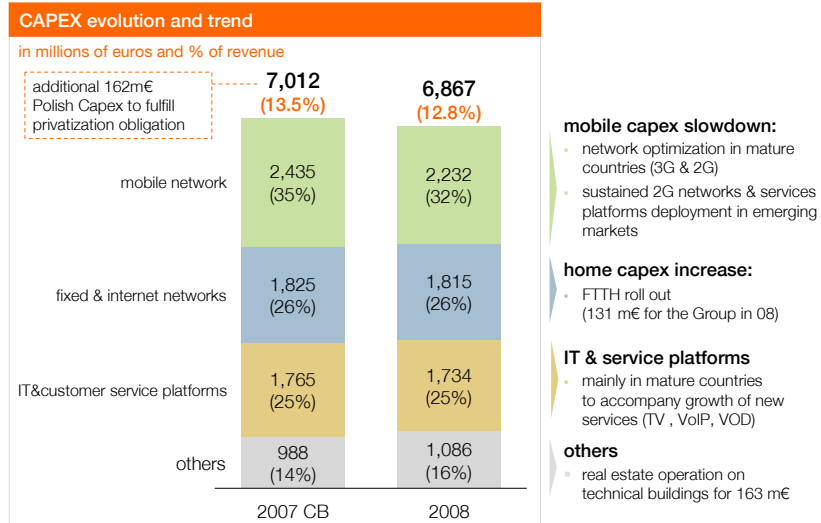 CAPEX evolution and trend
in millions of euros and % of revenue
additional 162m€
Polish Capex to fulfill
privatization obligation
7,012
(13.5%)
6,867
(12.8%)
mobile network
2,435
(35%)
2,232
(32%)
fixed & internet networks
1,825
(26%)
1,815
(26%)
IT&customer service platforms
1,765
(25%)
1,734
(25%)
others
988
(14%)
1,086
(16%)
2007 CB
2008
mobile capex slowdown:
network optimization in mature
countries (3G & 2G)
sustained 2G networks & services
platforms deployment in emerging
markets
home capex increase:
FTTH roll out
(131 m€ for the Group in 08)
IT & service platforms
mainly in mature countries
to accompany growth of new
services (TV , VoIP, VOD)
others
real estate operation on
technical buildings for 163 m€